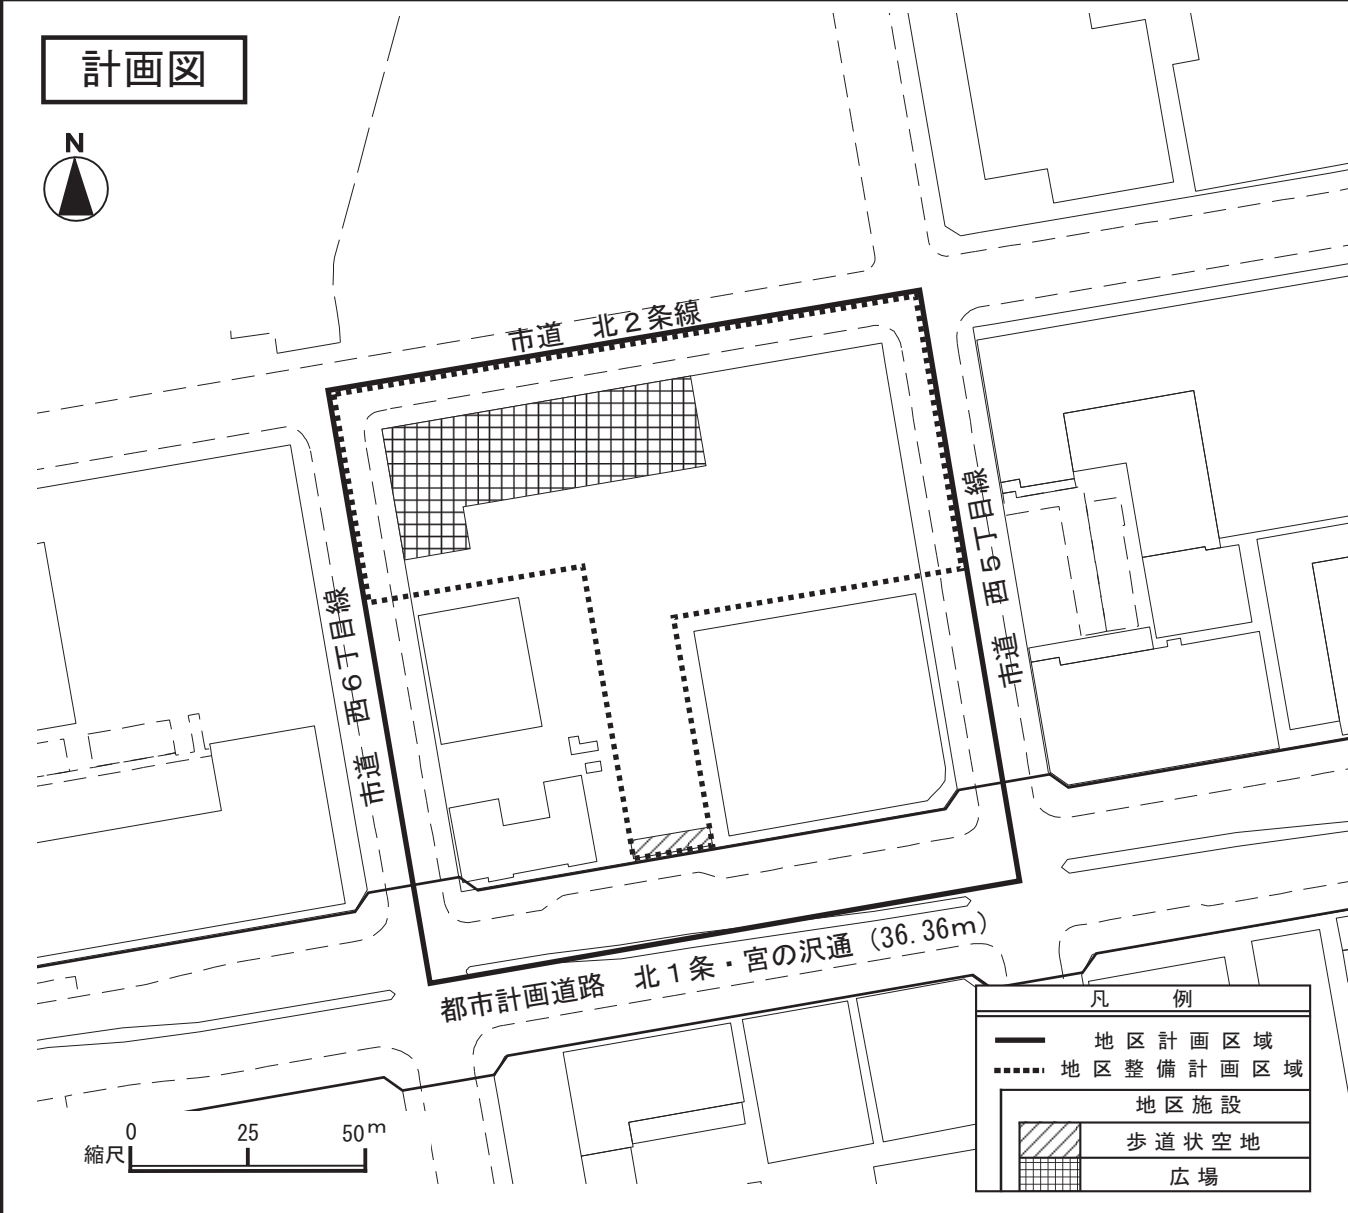 計画図
N
市道 北2条線
市道 西5丁目線
市道 西6丁目線
都市計画道路 北1条・宮の沢通 (36.36m)
凡 例
地区計画区域
地区整備計画区域
地区施設
歩道状空地
広場
0 25 50m
縮尺